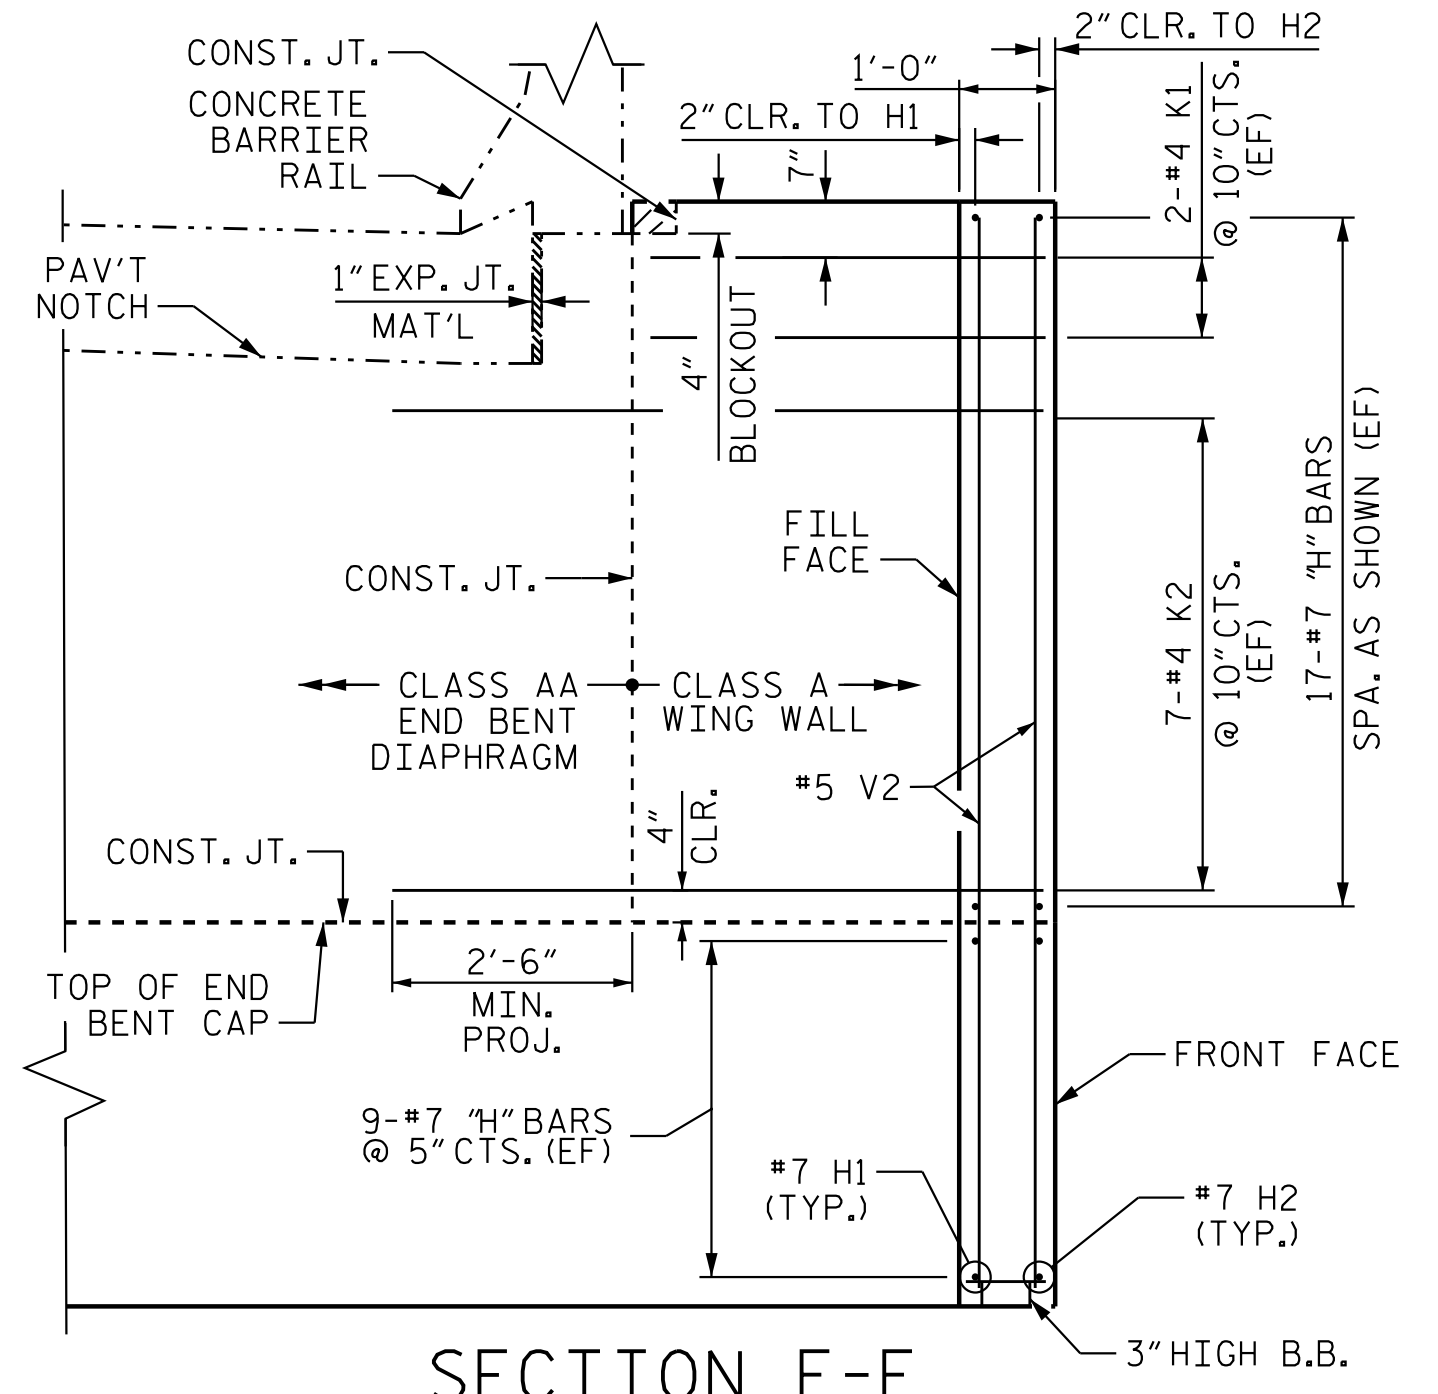 2" CLR. TO H2
CONST. JT.
1'-0"
CONCRETE
BARRIER
RAIL
2" CLR. TO H1
7"
2-#4 K1
@ 10" CTS.
(EF)
PAV'T
NOTCH
1" EXP. JT.
MAT'L
4"
BLOCKOUT
FILL
FACE
CONST. JT.
7-#4 K2
@ 10" CTS.
(EF)
17-#7 "H" BARS
SPA. AS SHOWN (EF)
CLASS AA
END BENT
DIAPHRAGM
CLASS A
WING WALL
#5 V2
4"
CLR.
CONST. JT.
2'-6"
MIN.
PROJ.
TOP OF END
BENT CAP
FRONT FACE
9-#7 "H" BARS
@ 5" CTS. (EF)
#7 H1
(TYP.)
#7 H2
(TYP.)
3" HIGH B.B.